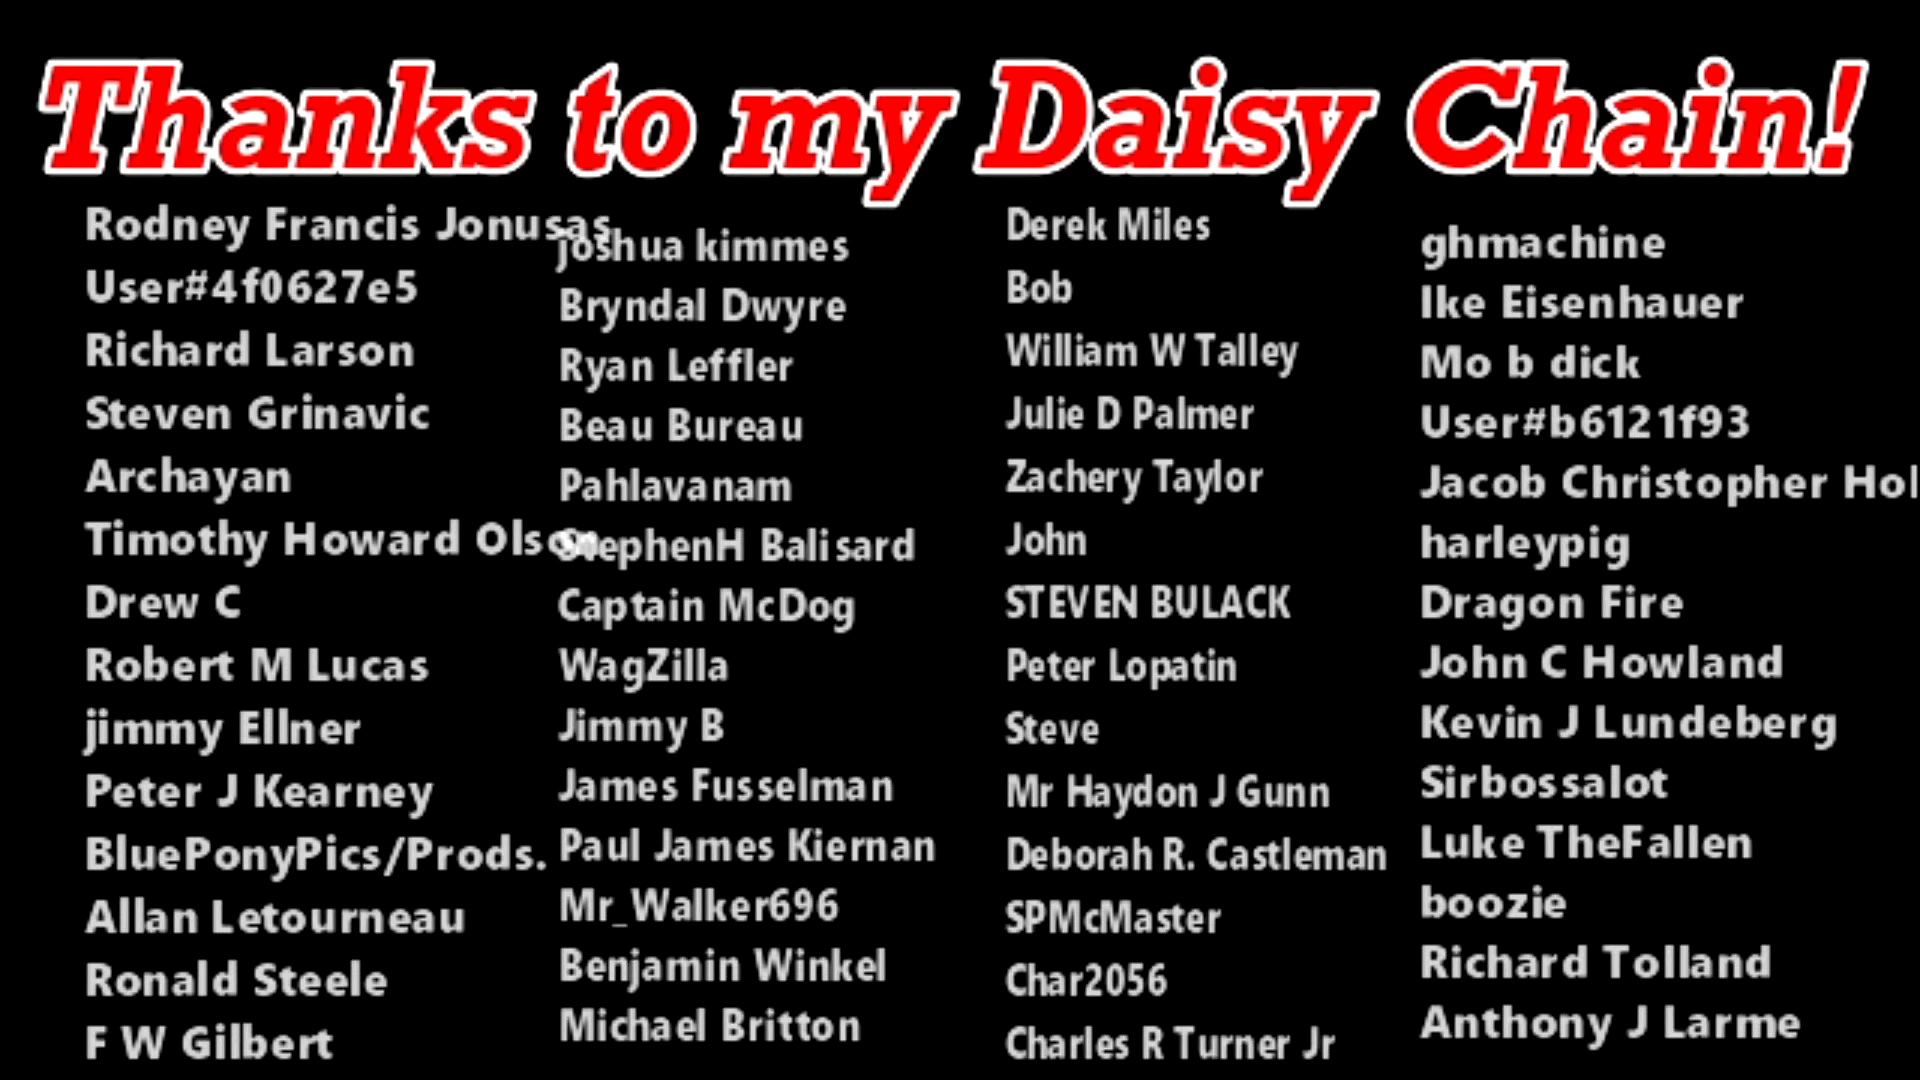 Thanks to my Daisy Chain!
Rodney Francis Jonusas
User#4f0627e5
Richard Larson
Steven Grinavic
Archayan
Timothy Howard Olson
Drew C
Robert M Lucas
jimmy Ellner
Peter J Kearney
BluePonyPics/Prods.
Allan Letourneau
Ronald Steele
F W Gilbert
joshua kimmes
Bryndal Dwyre
Ryan Leffler
Beau Bureau
Pahlavanam
StephenH Balisard
Captain McDog
WagZilla
Jimmy B
James Fusselman
Paul James Kiernan
Mr_Walker696
Benjamin Winkel
Michael Britton
Derek Miles
Bob
William W Talley
Julie D Palmer
Zachery Taylor
John
STEVEN BULACK
Peter Lopatin
Steve
Mr Haydon J Gunn
Deborah R. Castleman
SPMcMaster
Char2056
Charles R Turner Jr
ghmachine
Ike Eisenhauer
Mo b dick
User#b6121f93
Jacob Christopher
harleypig
Dragon Fire
John C Howland
Kevin J Lundeberg
Sirbossalot
Luke TheFallen
boozie
Richard Tolland
Anthony J Larme